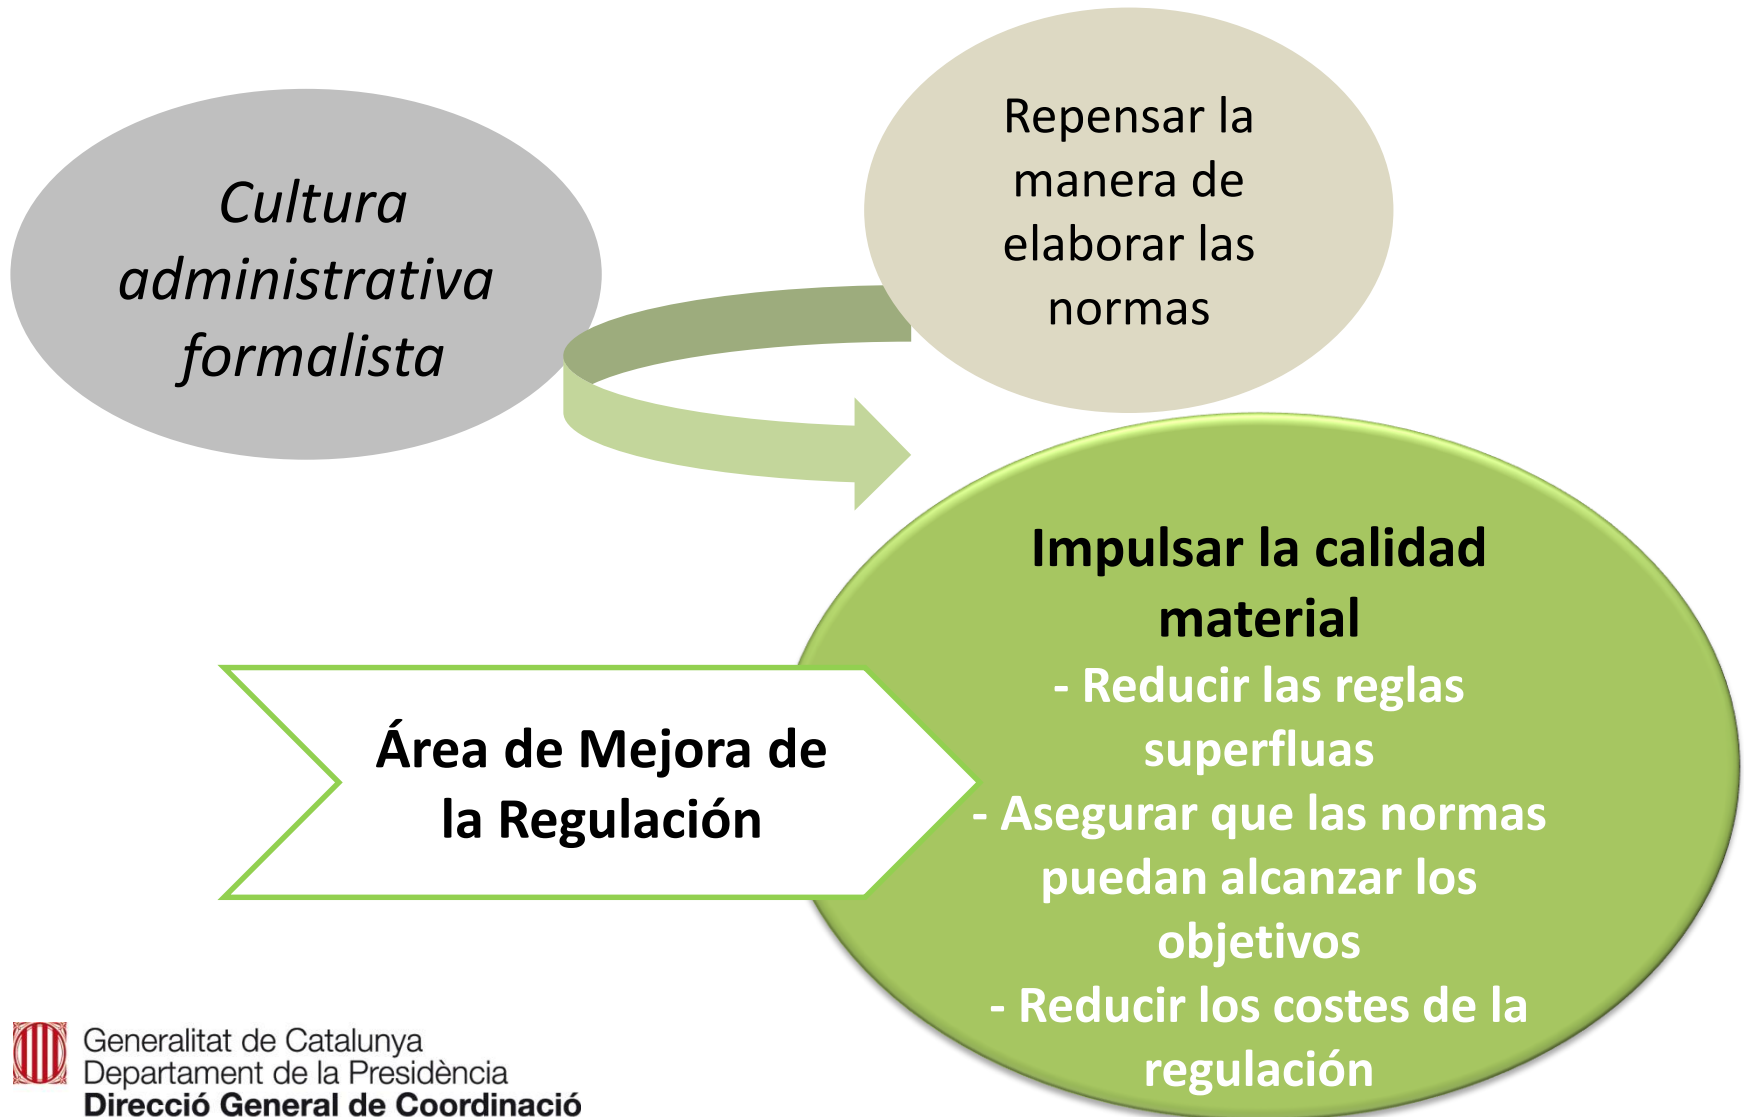 Cultura
administrativa
formalista
Repensar la
manera de
elaborar las
normas
Impulsar la calidad
material
- Reducir las reglas
superfluas
- Asegurar que las normas
puedan alcanzar los
objetivos
- Reducir los costes de la
regulación
Área de Mejora de
la Regulación
Generalitat de Catalunya
Departament de la Presidència
Direcció General de Coordinació